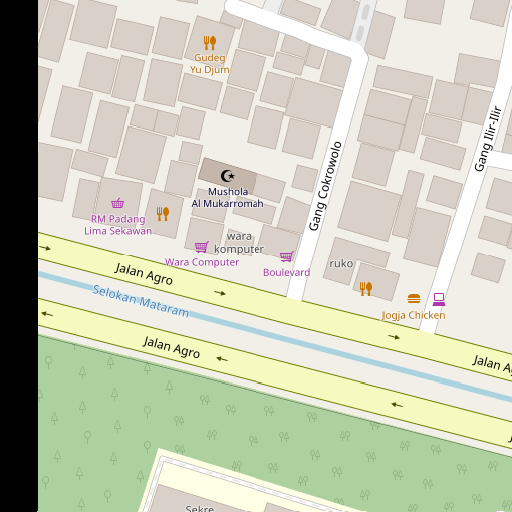 Gudeg
Yu Djum
Gang Ilir-Ilir
Gang Cokrowolo
Mushola
Al Mukarromah
RM Padang
Lima Sekawan
wara
komputer
Wara Computer
Boulevard
ruko
Jalan Agro
Selokan Mataram
Jogja Chicken
Jalan Agro
Jalan A
Sekre